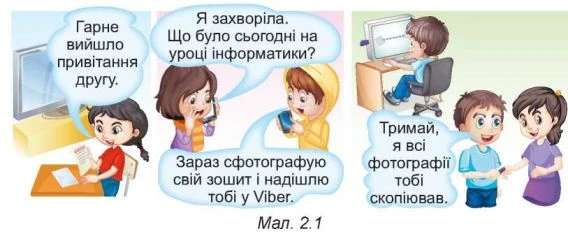 Гарне
вийшло
привітання
другу.
Я захворіла.
Що було сьогодні на
уроці інформатики?
Зараз сфотографую
свій зошит і надішлю
тобі у Viber.
Тримай,
я всі
фотографії
тобі
скопіював.
Мал. 2.1